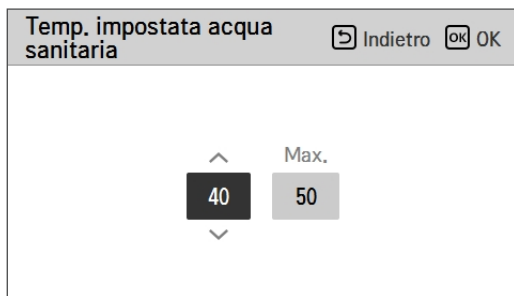 Temp. impostata acqua
sanitaria
Indietro OK OK
Max.
40 50